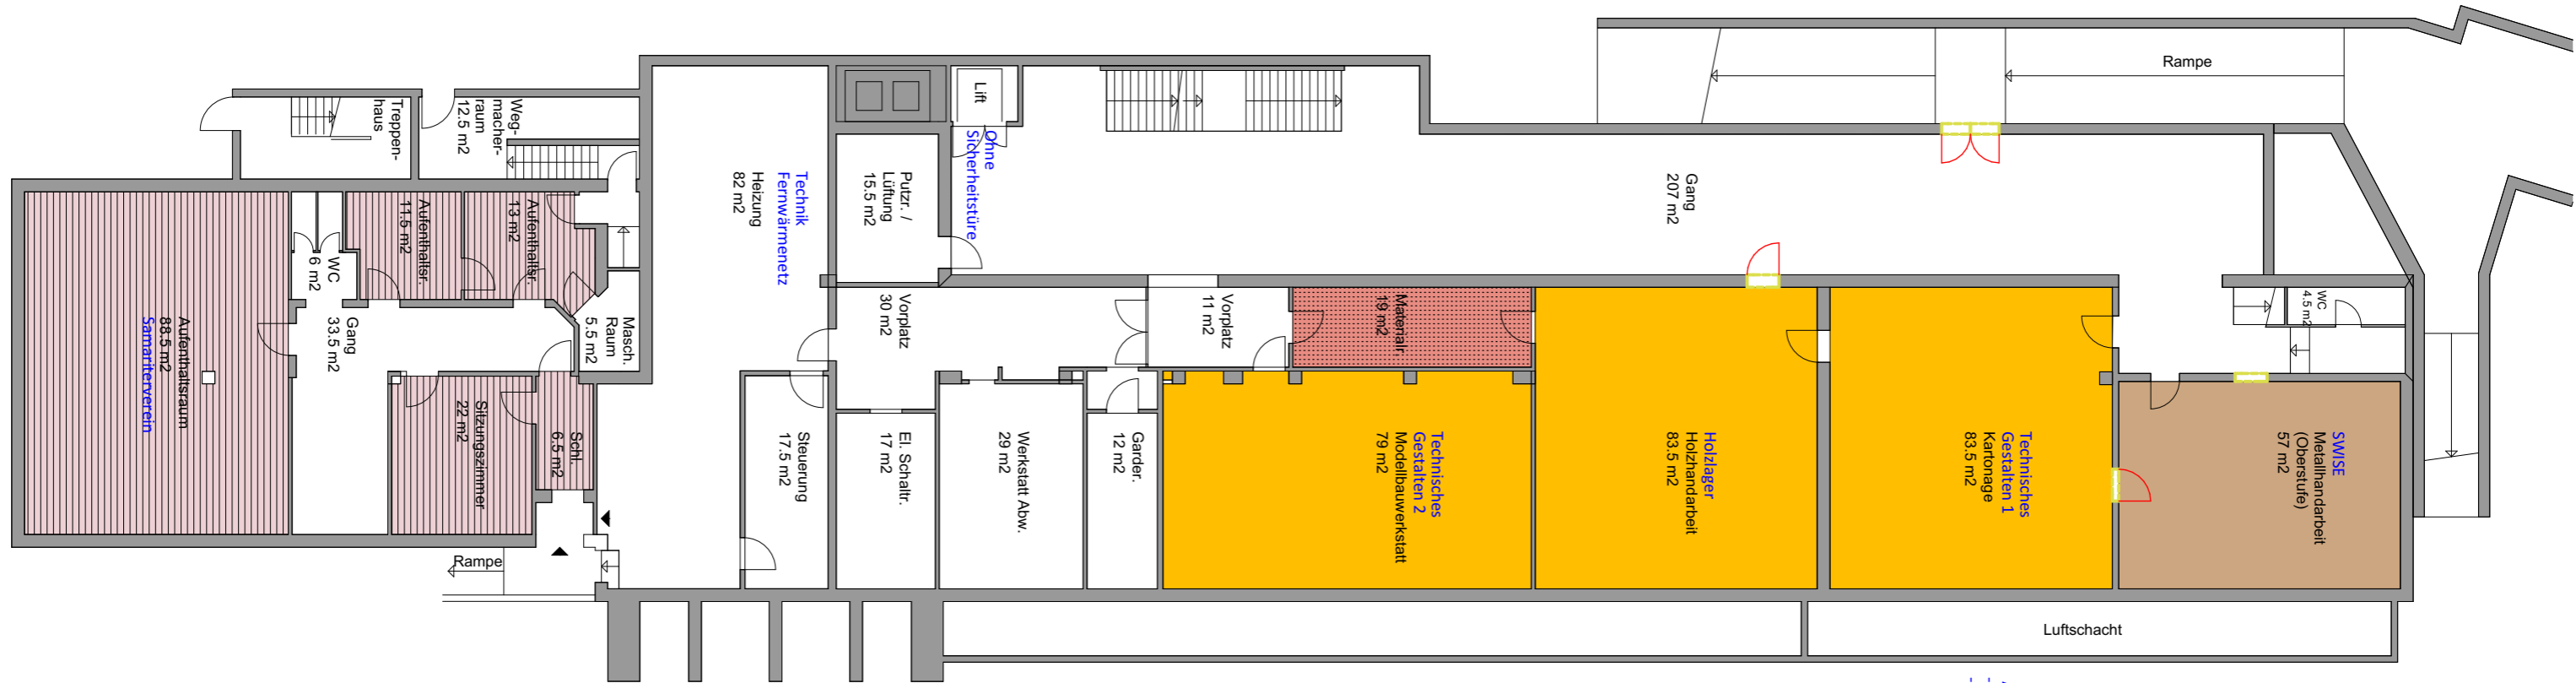 Rampe
Treppen-
haus
Weg-
macher-
raum
12.5 m2
Lift
Ohne
Sicherheitstüre
Putzr. /
Lüftung
15.5 m2
Technik
Fernwärmenetz
Heizung
82 m2
Gang
207 m2
Aufenthaltsr.
11.5 m2
Aufenthaltsr.
13 m2
WC
6 m2
Gang
33.5 m2
Masch.
Raum
5.5 m2
Aufenthaltsraum
88.5 m2
Samariterverein
Vorplatz
30 m2
Vorplatz
11 m2
Materialr.
19 m2
WC
4.5 m2
Sitzungszimmer
22 m2
Schl.
6.5 m2
Steuerung
17.5 m2
El. Schaltr.
17 m2
Werkstatt Abw.
29 m2
Garder.
12 m2
Technisches
Gestalten 2
Modellbauwerkstatt
79 m2
Holzlager
Holzhandarbeit
83.5 m2
Technisches
Gestalten 1
Kartonage
83.5 m2
SWISE
Metallhandarbeit
(Oberstufe)
57 m2
Rampe
Luftschacht